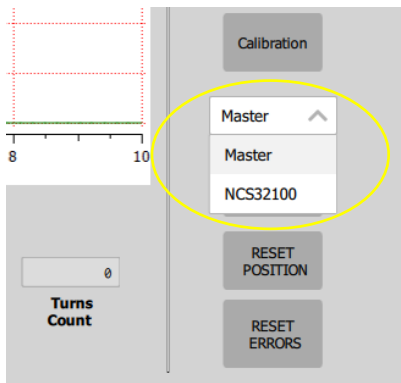 Calibration
Master
Master
8
10
NCS32100
0
RESET
POSITION
Turns
Count
RESET
ERRORS